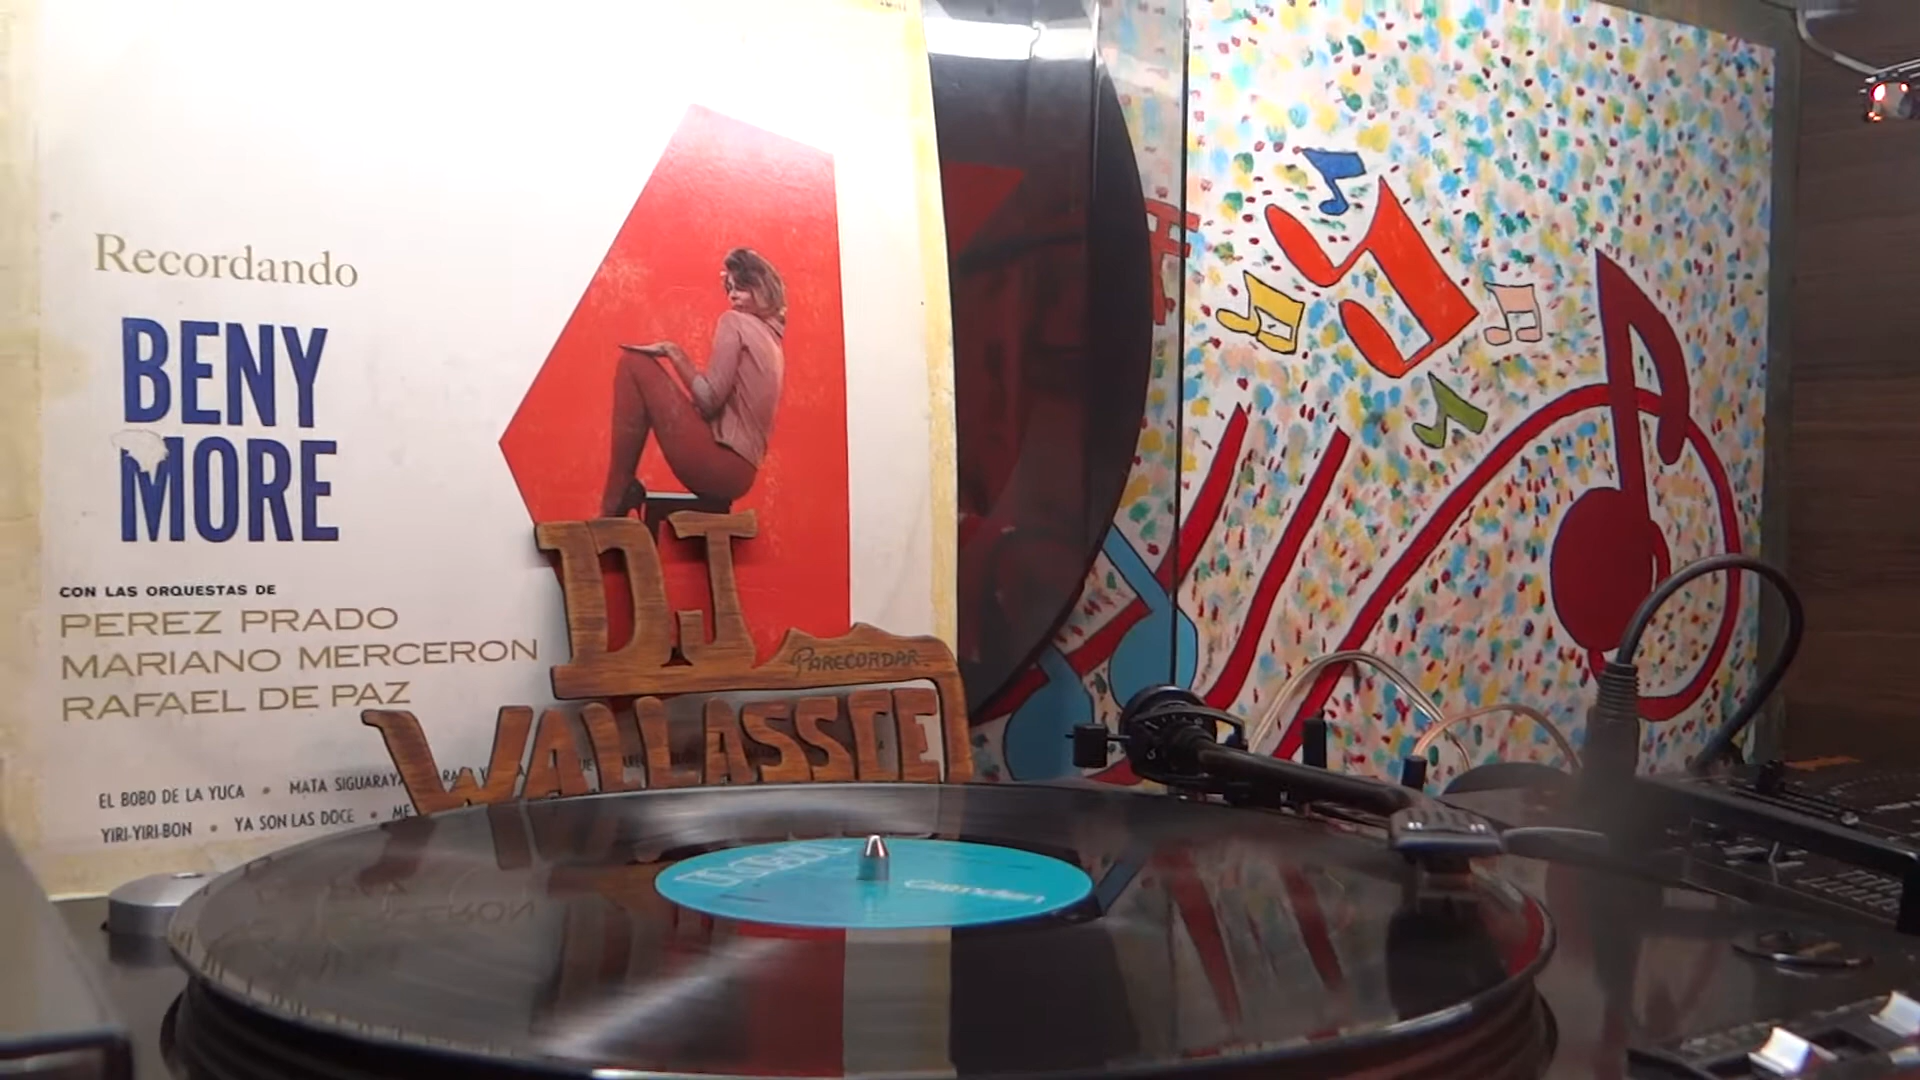 Recordando
BENY
MORE
CON LAS ORQUESTAS DE
PEREZ PRADO
MARIANO MERCERON
RAFAEL DE PAZ
EL BOBO DE LA YUCA • MATA SIGUARAYA
YIRI-YIRI-BON • YA SON LAS DOCE • ME
DJ
PARECORDAR
WALLASSCE
Camden